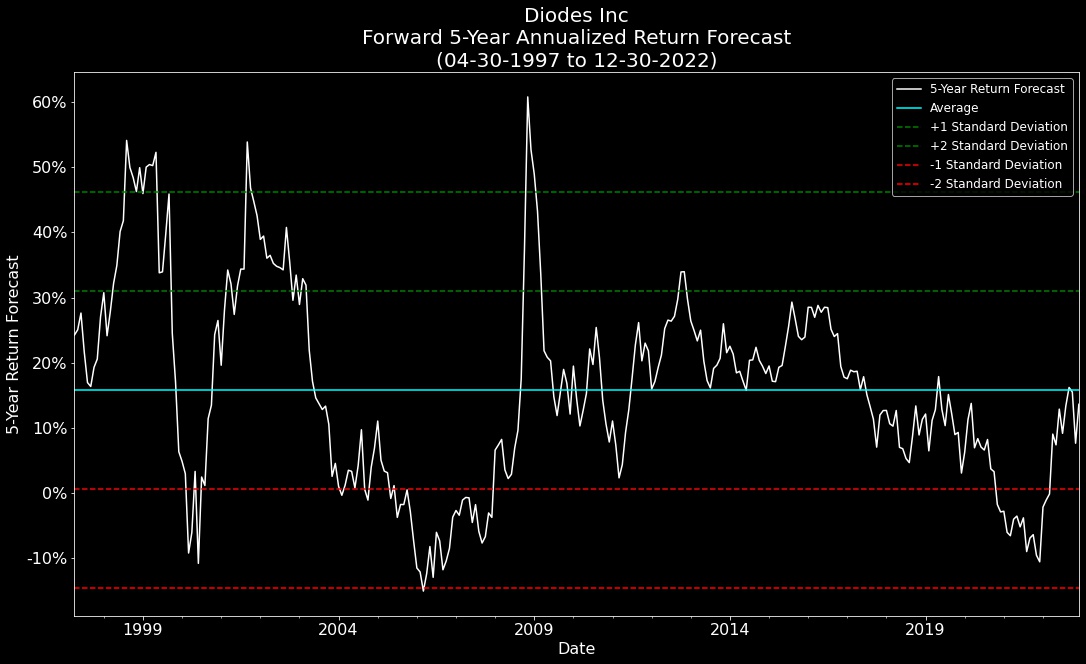 Diodes Inc
Forward 5-Year Annualized Return Forecast
(04-30-1997 to 12-30-2022)
5-Year Return Forecast
Average
+1 Standard Deviation
+2 Standard Deviation
-1 Standard Deviation
-2 Standard Deviation
5-Year Return Forecast
60%
50%
40%
30%
20%
10%
0%
-10%
1999
2004
2009
2014
2019
Date